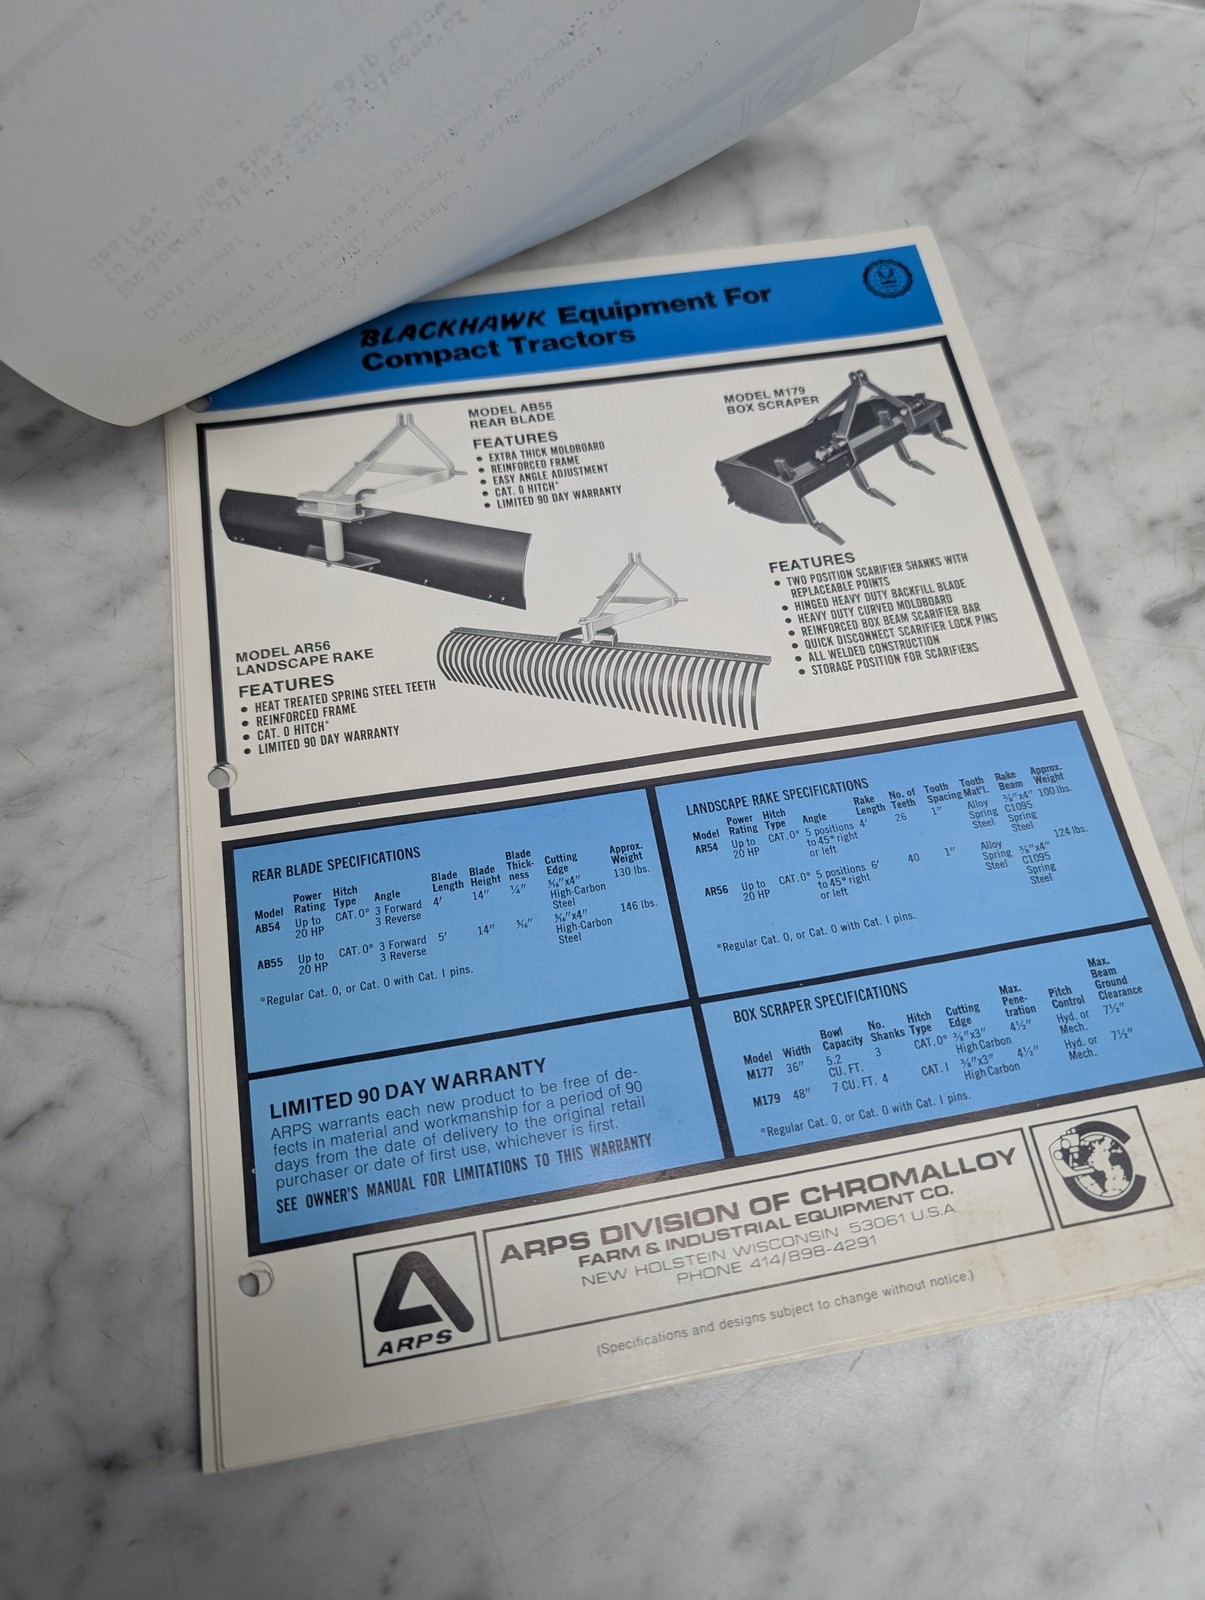 BLACKHAWK Equipment For
Compact Tractors
MODEL AB55
REAR BLADE
FEATURES
• EXTRA THICK MOLDBOARD
• REINFORCED FRAME
• EASY ANGLE ADJUSTMENT
• CAT. 0 HITCH*
• LIMITED 90 DAY WARRANTY
MODEL M179
BOX SCRAPER
FEATURES
• TWO POSITION SCARIFIER SHANKS WITH
REPLACEABLE POINTS
• HINGED HEAVY DUTY BACKFILL BLADE
• HEAVY DUTY CURVED MOLDBOARD
• REINFORCED BOX BEAM SCARIFIER BAR
• QUICK DISCONNECT SCARIFIER LOCK PINS
• ALL WELDED CONSTRUCTION
• STORAGE POSITION FOR SCARIFIERS
MODEL AR56
LANDSCAPE RAKE
FEATURES
• HEAT TREATED SPRING STEEL TEETH
• REINFORCED FRAME
• CAT. 0 HITCH*
• LIMITED 90 DAY WARRANTY
REAR BLADE SPECIFICATIONS
Model Power Rating Hitch Type Angle Blade Length Blade Height Blade Thick-ness Cutting Edge Approx. Weight
AB54 Up to 20 HP CAT. 0* 3 Forward 3 Reverse 4' 14" ¼" 3/8"x4" High-Carbon Steel 130 lbs.
AB55 Up to 20 HP CAT. 0* 3 Forward 3 Reverse 5' 14" 5/16" 3/8"x4" High-Carbon Steel 146 lbs.
*Regular Cat. 0, or Cat. 0 with Cat. I pins.
LANDSCAPE RAKE SPECIFICATIONS
Model Power Rating Hitch Type Angle Rake Length No. of Teeth Tooth Spacing Tooth Mat'l. Rake Beam Approx. Weight
AR54 Up to 20 HP CAT. 0* 5 positions to 45° right or left 4' 26 1" Alloy Spring Steel 3/8"x4" C1095 Spring Steel 100 lbs.
AR56 Up to 20 HP CAT. 0* 5 positions to 45° right or left 6' 40 1" Alloy Spring Steel 3/8"x4" C1095 Spring Steel 124 lbs.
*Regular Cat. 0, or Cat. 0 with Cat. I pins.
BOX SCRAPER SPECIFICATIONS
Model Width Bowl Capacity No. Shanks Hitch Type Cutting Edge Max. Pene-tration Pitch Control Max. Beam Ground Clearance
M177 36" 5.2 CU. FT. 3 CAT. 0* 3/8"x3" High Carbon 4½" Hyd. or Mech. 7½"
M179 48" 7 CU. FT. 4 CAT. I 3/8"x3" High Carbon 4½" Hyd. or Mech. 7½"
*Regular Cat. 0, or Cat. 0 with Cat. I pins.
LIMITED 90 DAY WARRANTY
ARPS warrants each new product to be free of de-
fects in material and workmanship for a period of 90
days from the date of delivery to the original retail
purchaser or date of first use, whichever is first.
SEE OWNER'S MANUAL FOR LIMITATIONS TO THIS WARRANTY
ARPS
ARPS DIVISION OF CHROMALLOY
FARM & INDUSTRIAL EQUIPMENT CO.
NEW HOLSTEIN WISCONSIN 53061 U.S.A
PHONE 414/898-4291
(Specifications and designs subject to change without notice.)